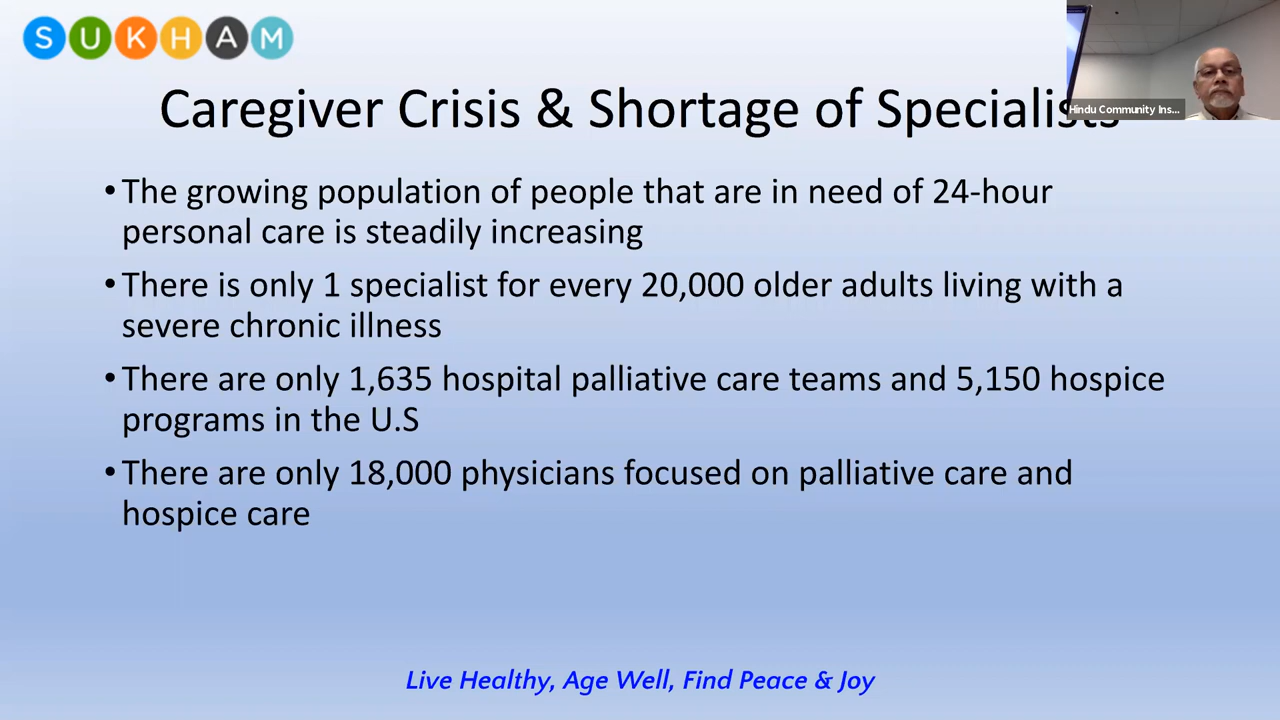 SUKHAM
Caregiver Crisis & Shortage of Specialists
Hindu Community Ins...
• The growing population of people that are in need of 24-hour
personal care is steadily increasing
• There is only 1 specialist for every 20,000 older adults living with a
severe chronic illness
• There are only 1,635 hospital palliative care teams and 5,150 hospice
programs in the U.S
• There are only 18,000 physicians focused on palliative care and
hospice care
Live Healthy, Age Well, Find Peace & Joy